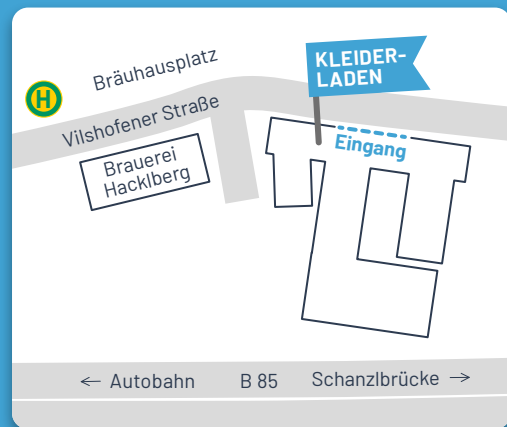 Bräuhausplatz
KLEIDER-
LADEN
H
Vilshofener Straße
Eingang
Brauerei
Hacklberg
← Autobahn B 85 Schanzlbrücke →